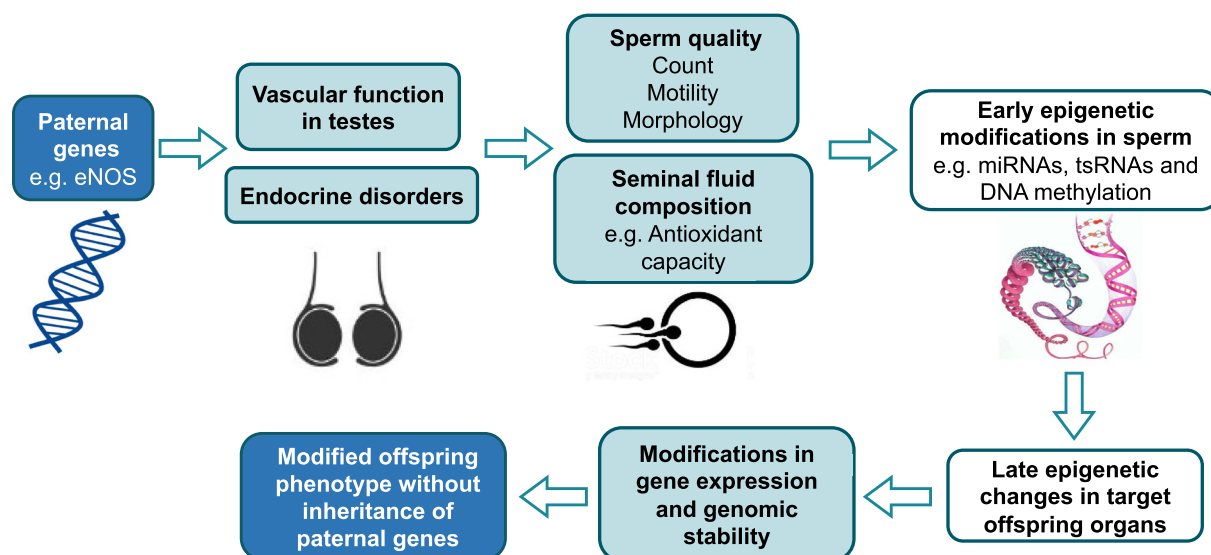 Paternal
genes
e.g. eNOS
Vascular function
in testes
Endocrine disorders
Sperm quality
Count
Motility
Morphology
Seminal fluid
composition
e.g. Antioxidant
capacity
Early epigenetic
modifications in sperm
e.g. miRNAs, tsRNAs and
DNA methylation
Late epigenetic
changes in target
offspring organs
Modifications in
gene expression
and genomic
stability
Modified offspring
phenotype without
inheritance of
paternal genes